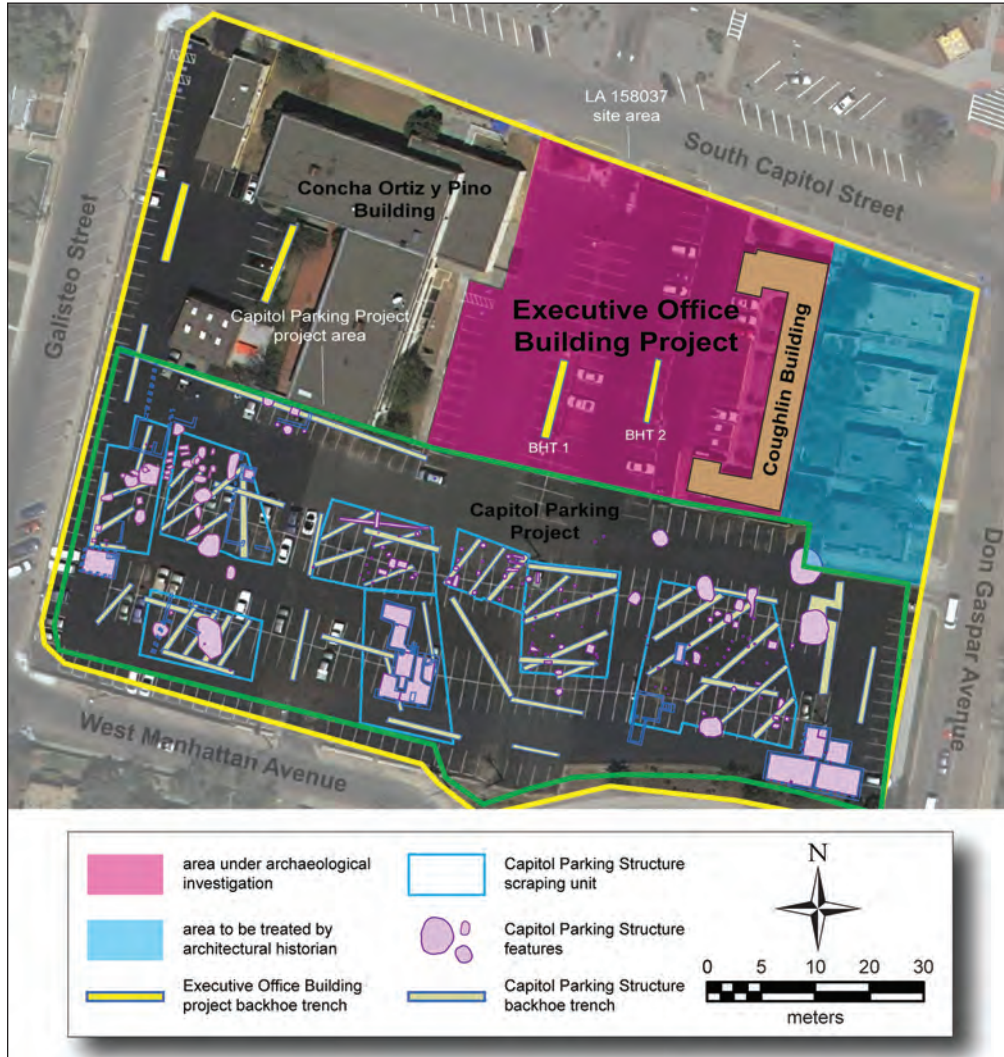 LA 158037
site area
South Capitol Street
Concha Ortiz y Pino
Building
Galisteo Street
Capitol Parking Project
project area
Executive Office
Building Project
Coughlin Building
BHT 1
BHT 2
Capitol Parking
Project
Don Gaspar Avenue
West Manhattan Avenue
area under archaeological
investigation
area to be treated by
architectural historian
Executive Office Building
project backhoe trench
Capitol Parking Structure
scraping unit
Capitol Parking Structure
features
Capitol Parking Structure
backhoe trench
N
0 5 10 30
meters